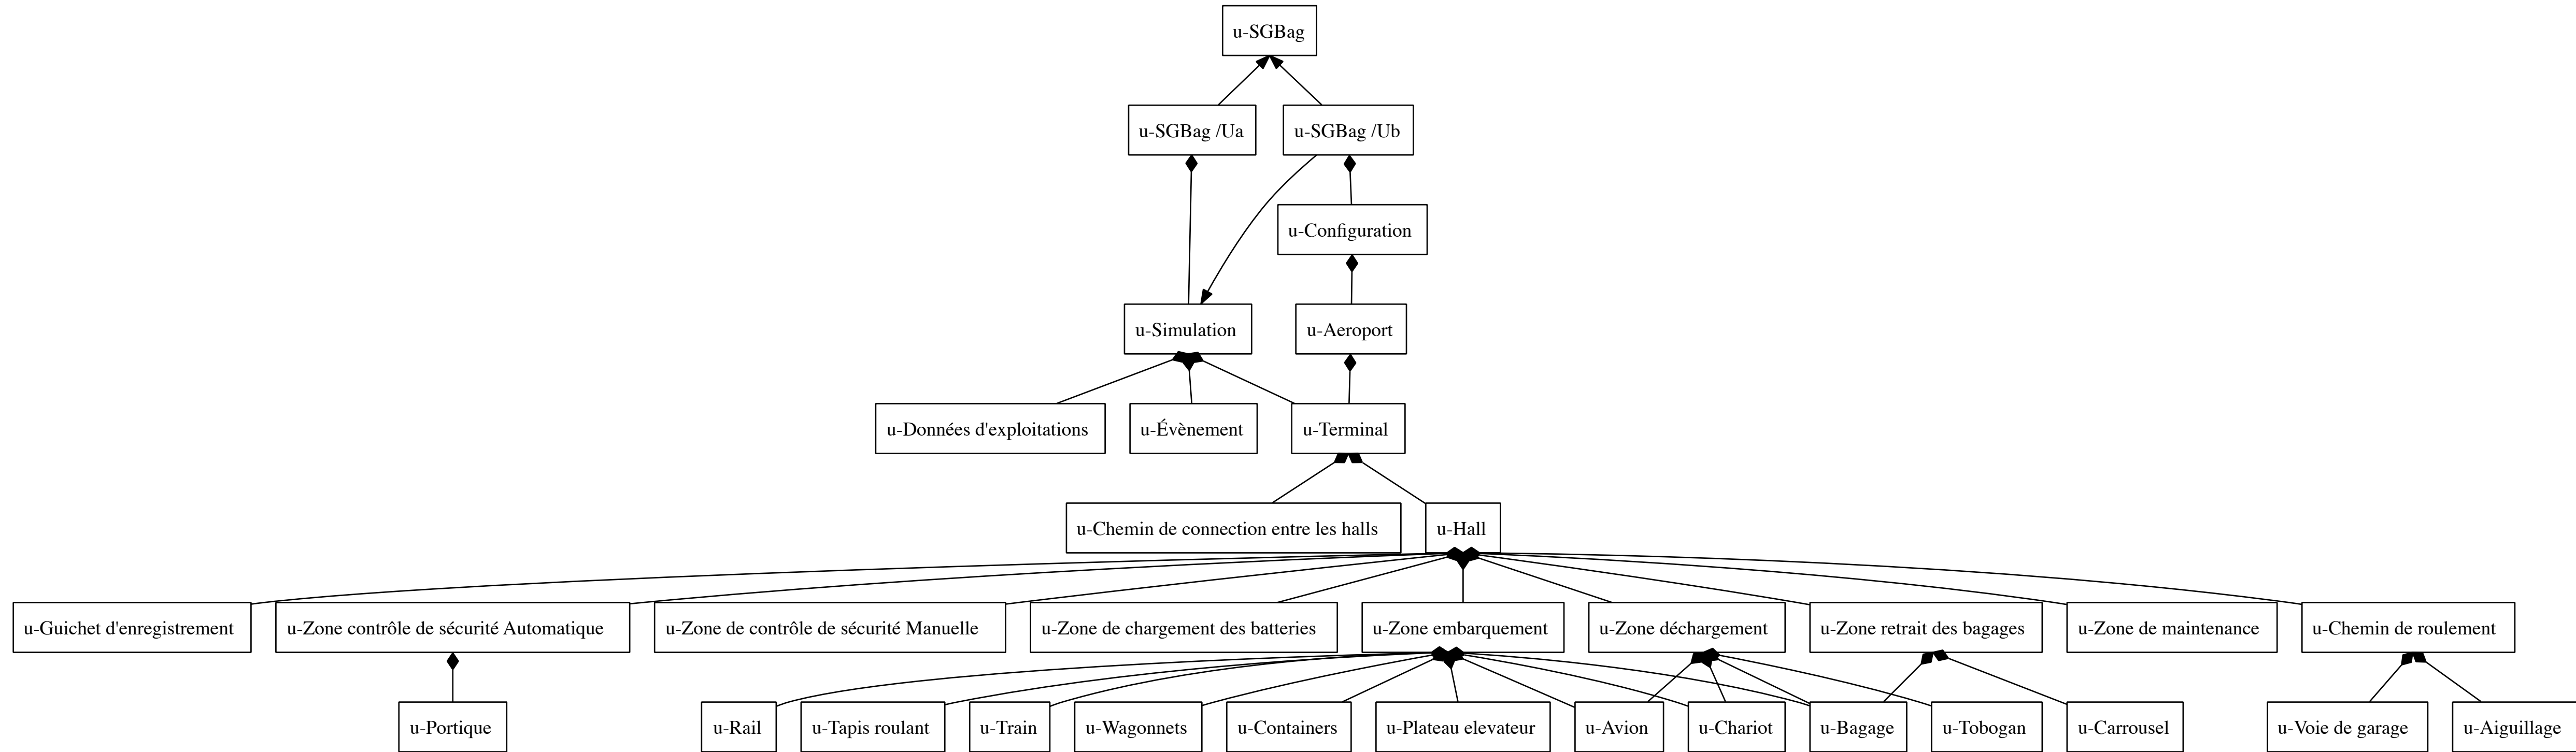 u-SGBag
u-SGBag /Ua
u-SGBag /Ub
u-Configuration
u-Simulation
u-Aeroport
u-Données d'exploitations
u-Évènement
u-Terminal
u-Chemin de connection entre les halls
u-Hall
u-Guichet d'enregistrement
u-Zone contrôle de sécurité Automatique
u-Zone de contrôle de sécurité Manuelle
u-Zone de chargement des batteries
u-Zone embarquement
u-Zone déchargement
u-Zone retrait des bagages
u-Zone de maintenance
u-Chemin de roulement
u-Portique
u-Rail
u-Tapis roulant
u-Train
u-Wagonnets
u-Containers
u-Plateau elevateur
u-Avion
u-Chariot
u-Bagage
u-Tobogan
u-Carrousel
u-Voie de garage
u-Aiguillage